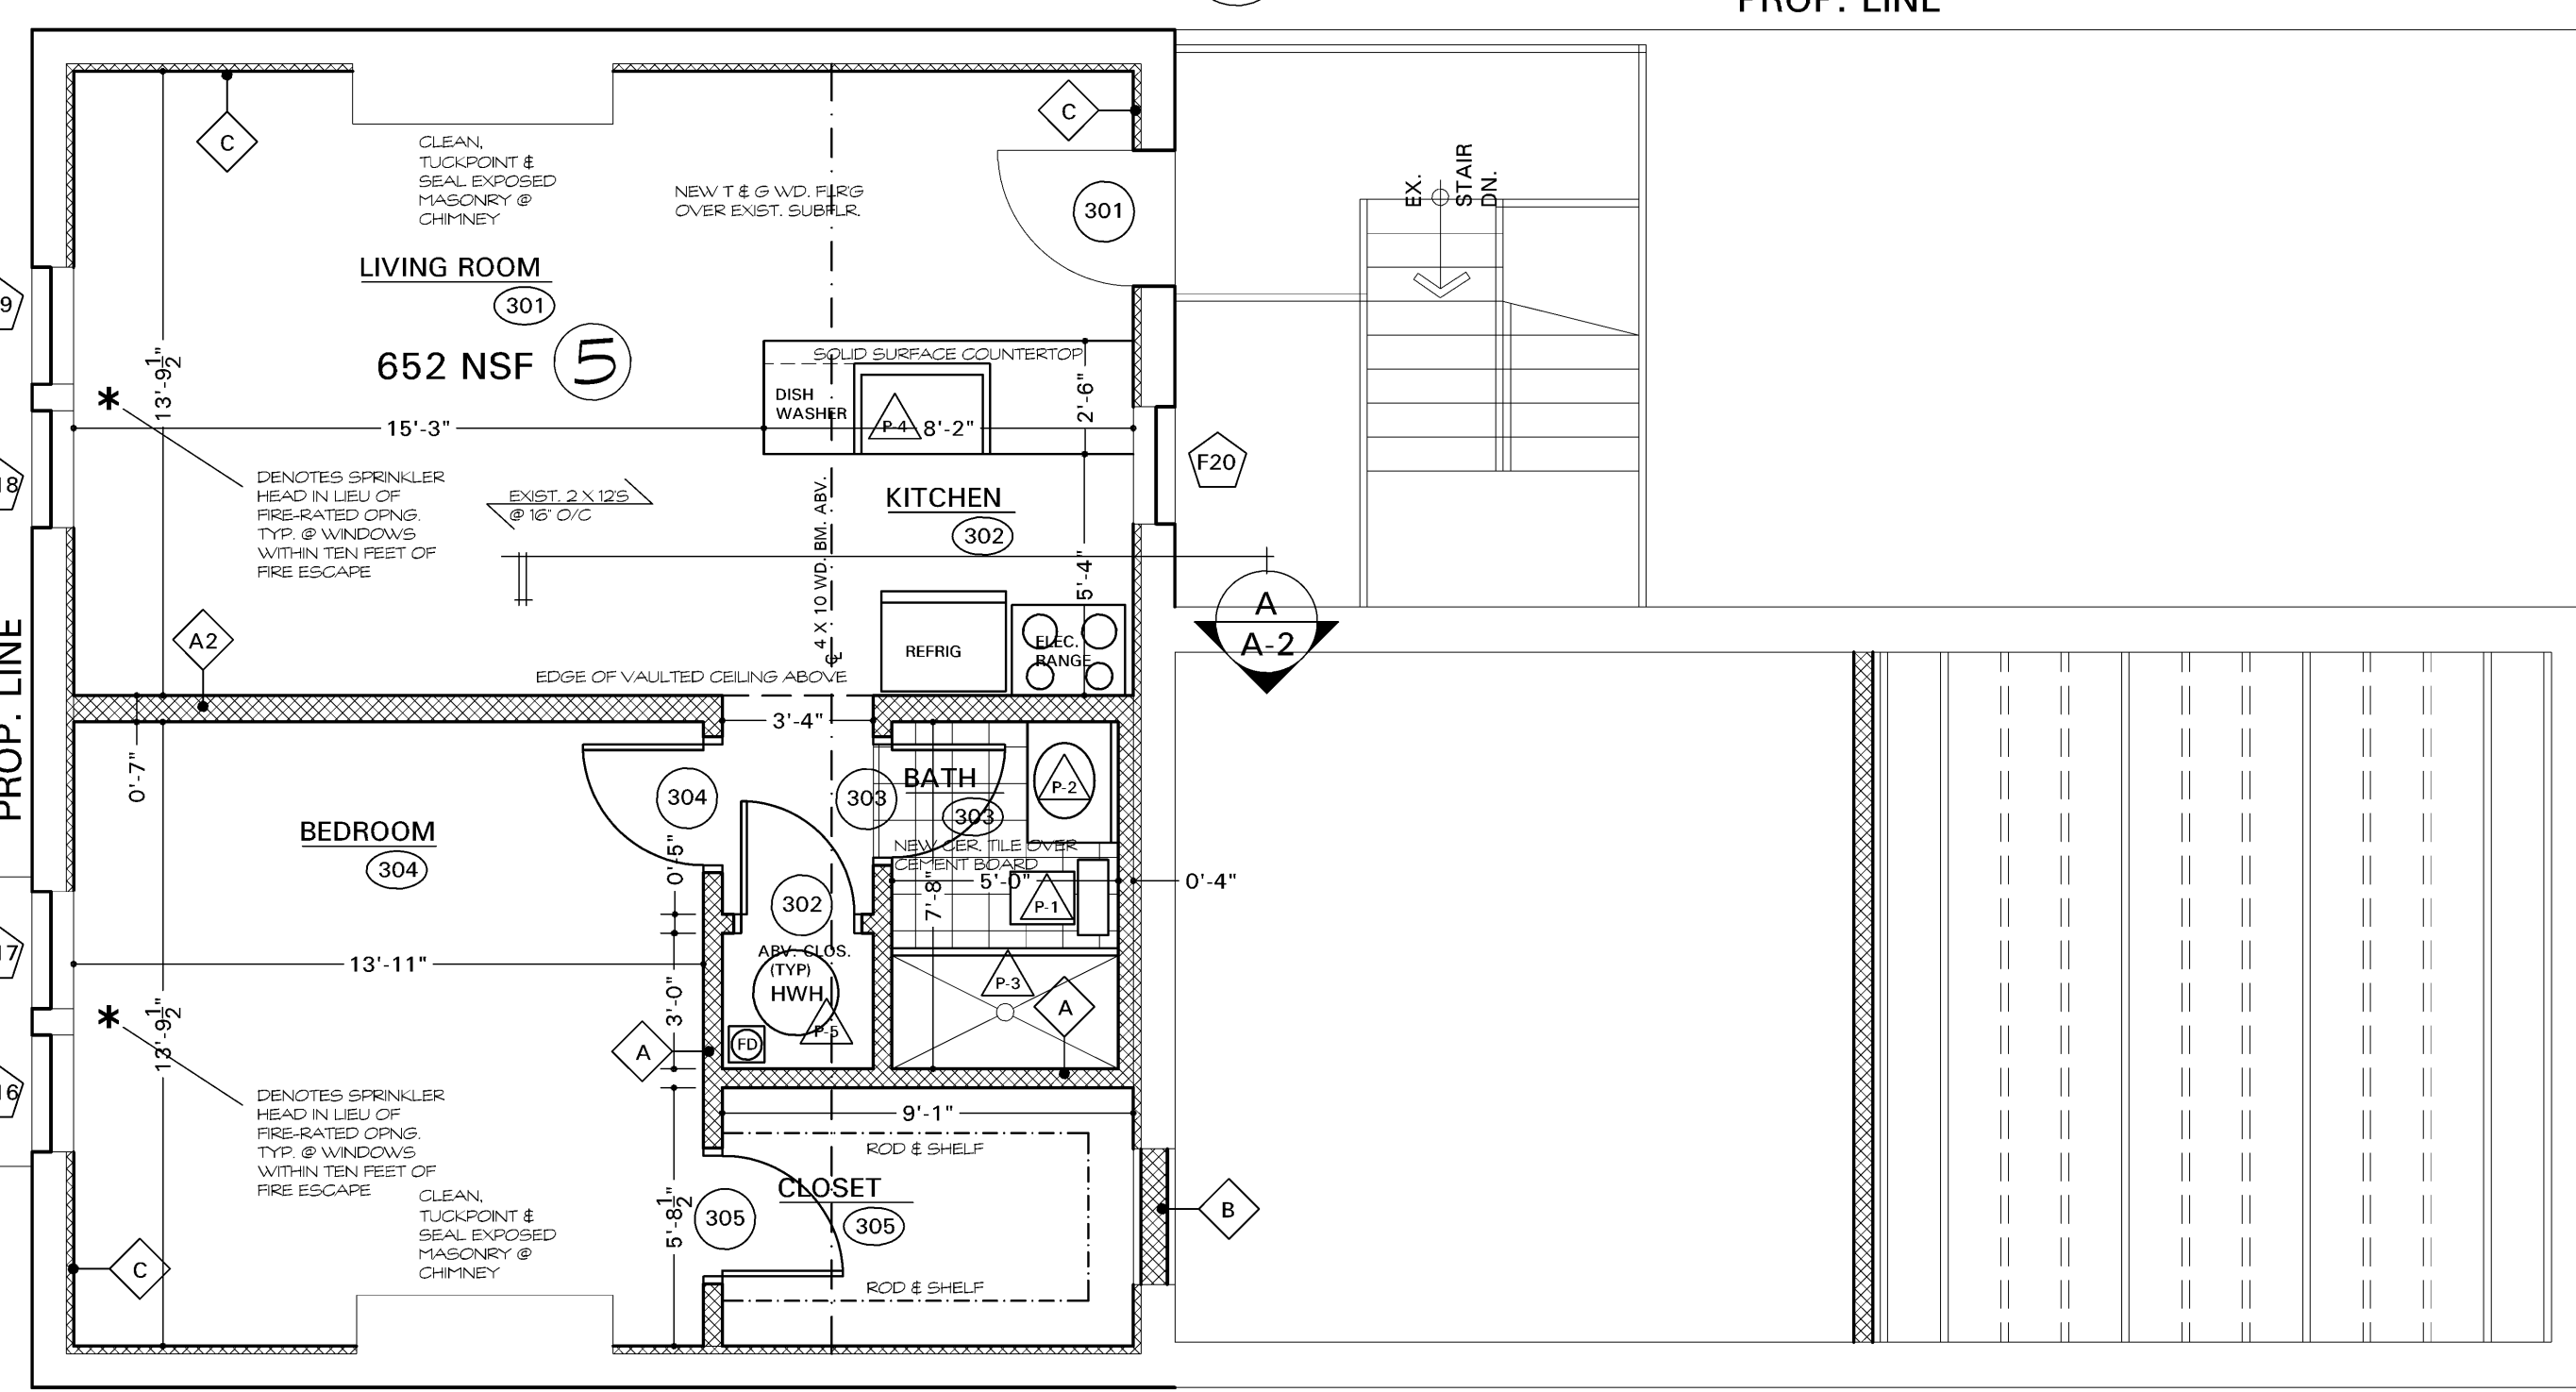 PROP. LINE
C
C
CLEAN,
TUCKPOINT &
SEAL EXPOSED
MASONRY @
CHIMNEY
NEW T & G WD. FLR'G
OVER EXIST. SUBFLR.
301
EX.
STAIR
DN.
LIVING ROOM
301
652 NSF
5
9
13'-9 1/2"
SOLID SURFACE COUNTERTOP
DISH
WASHER
P-4
2'-6"
15'-3"
8'-2"
F20
18
DENOTES SPRINKLER
HEAD IN LIEU OF
FIRE-RATED OPNG.
TYP. @ WINDOWS
WITHIN TEN FEET OF
FIRE ESCAPE
EXIST. 2 X 12'S
@ 16" O/C
4 X 10 WD. BM. ABV.
KITCHEN
302
5'-4"
A
A-2
REFRIG
ELEC.
RANGE
A2
EDGE OF VAULTED CEILING ABOVE
PROP. LINE
3'-4"
0'-7"
304
303
BATH
303
P-2
BEDROOM
304
0'-5"
NEW CER. TILE OVER
CEMENT BOARD
5'-0"
0'-4"
7'-8"
P-1
302
17
13'-11"
ABV. CLOS.
(TYP)
HWH
P-5
FD
P-3
A
3'-0"
A
13'-9 1/2"
16
DENOTES SPRINKLER
HEAD IN LIEU OF
FIRE-RATED OPNG.
TYP. @ WINDOWS
WITHIN TEN FEET OF
FIRE ESCAPE
9'-1"
ROD & SHELF
CLOSET
305
305
5'-8 1/2"
B
C
CLEAN,
TUCKPOINT &
SEAL EXPOSED
MASONRY @
CHIMNEY
ROD & SHELF